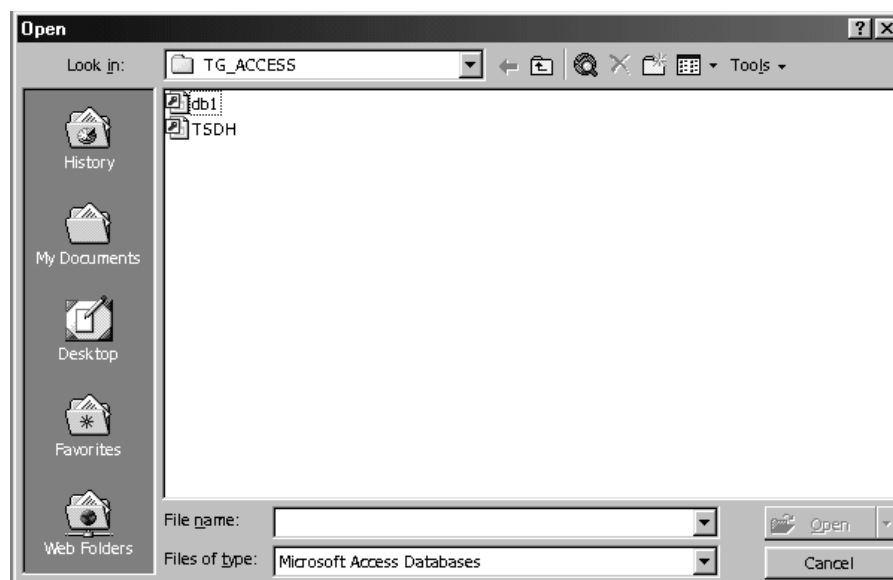 Open
Look in: TG_ACCESS Tools
db1
TSDH
History
My Documents
Desktop
Favorites
Web Folders
File name: Open
Files of type: Microsoft Access Databases Cancel